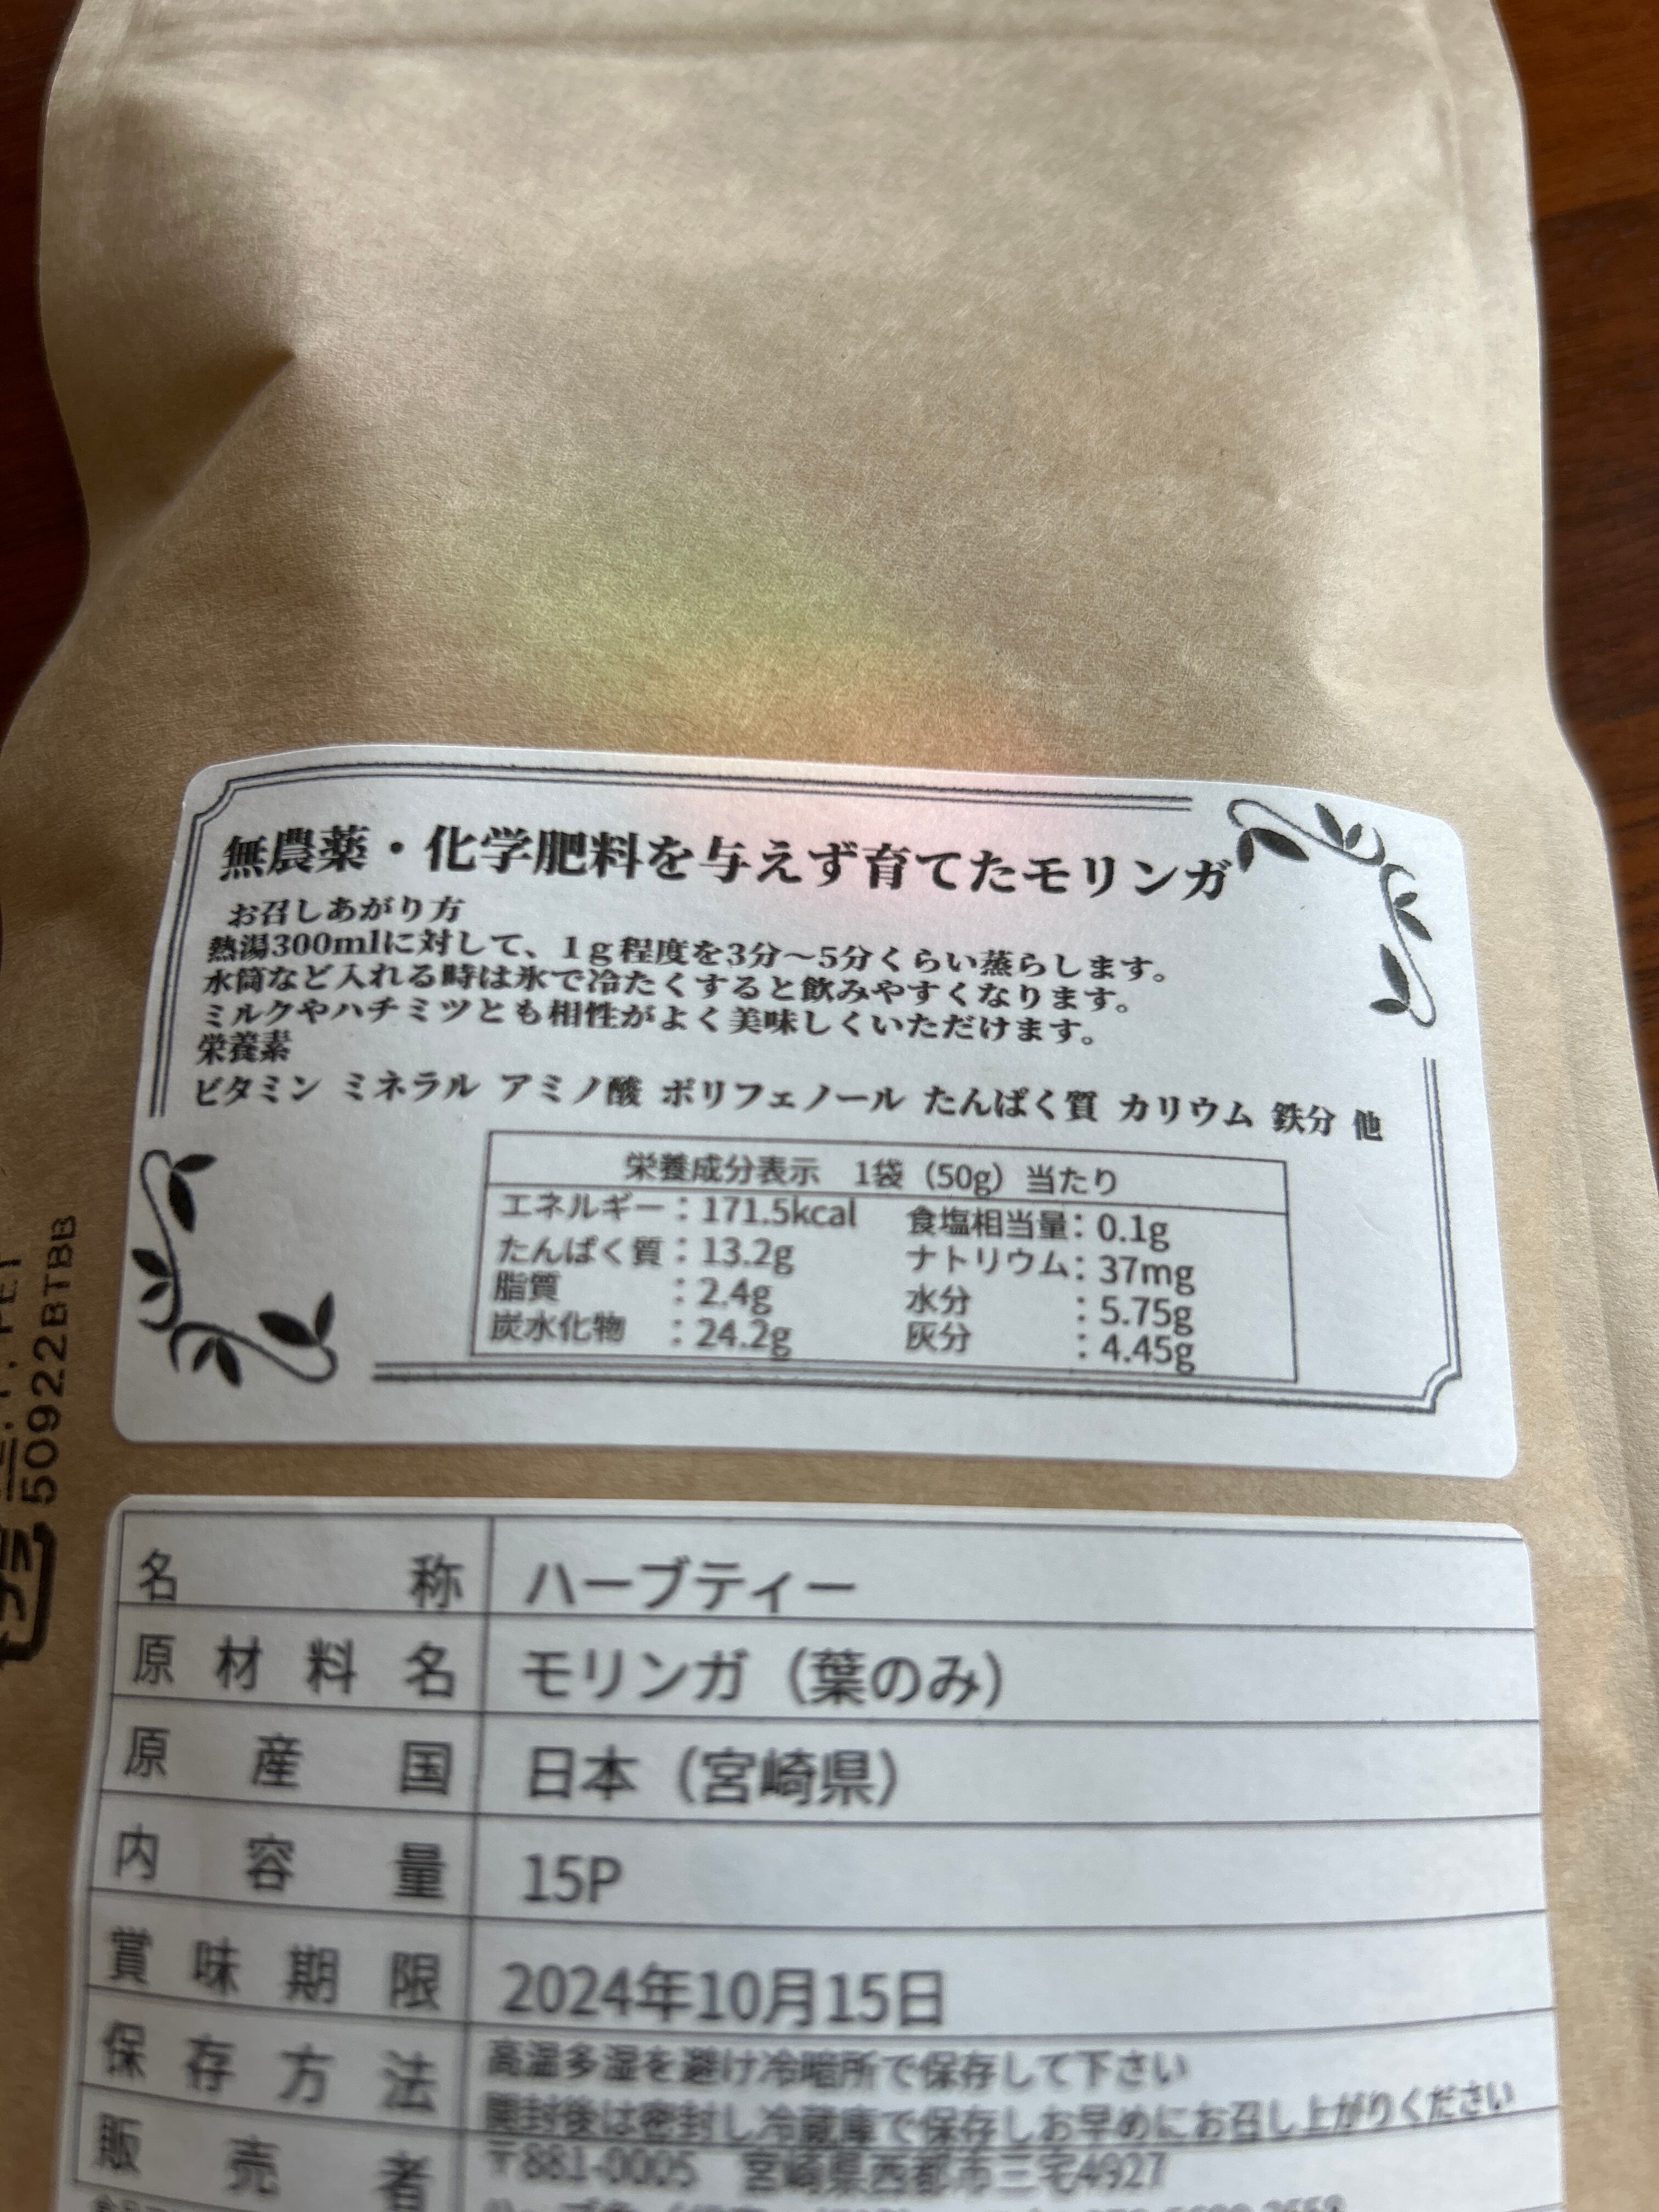 無農薬・化学肥料を与えず育てたモリンガ
お召しあがり方
熱湯300mlに対して、1g程度を3分～5分くらい蒸らします。
水筒など入れる時は氷で冷たくすると飲みやすくなります。
ミルクやハチミツとも相性がよく美味しくいただけます。
栄養素
ビタミン ミネラル アミノ酸 ポリフェノール たんぱく質 カリウム 鉄分 他
栄養成分表示 1袋（50g）当たり
エネルギー：171.5kcal 食塩相当量：0.1g
たんぱく質：13.2g ナトリウム：37mg
脂質：2.4g 水分：5.75g
炭水化物：24.2g 灰分：4.45g
名称 ハーブティー
原材料名 モリンガ（葉のみ）
原産国 日本（宮崎県）
内容量 15P
賞味期限 2024年10月15日
保存方法 高温多湿を避け冷暗所で保存して下さい
開封後は密封し冷蔵庫で保存しお早めにお召し上がりください
販売者 〒881-0005 宮崎県西都市三宅4927
50922BTBB